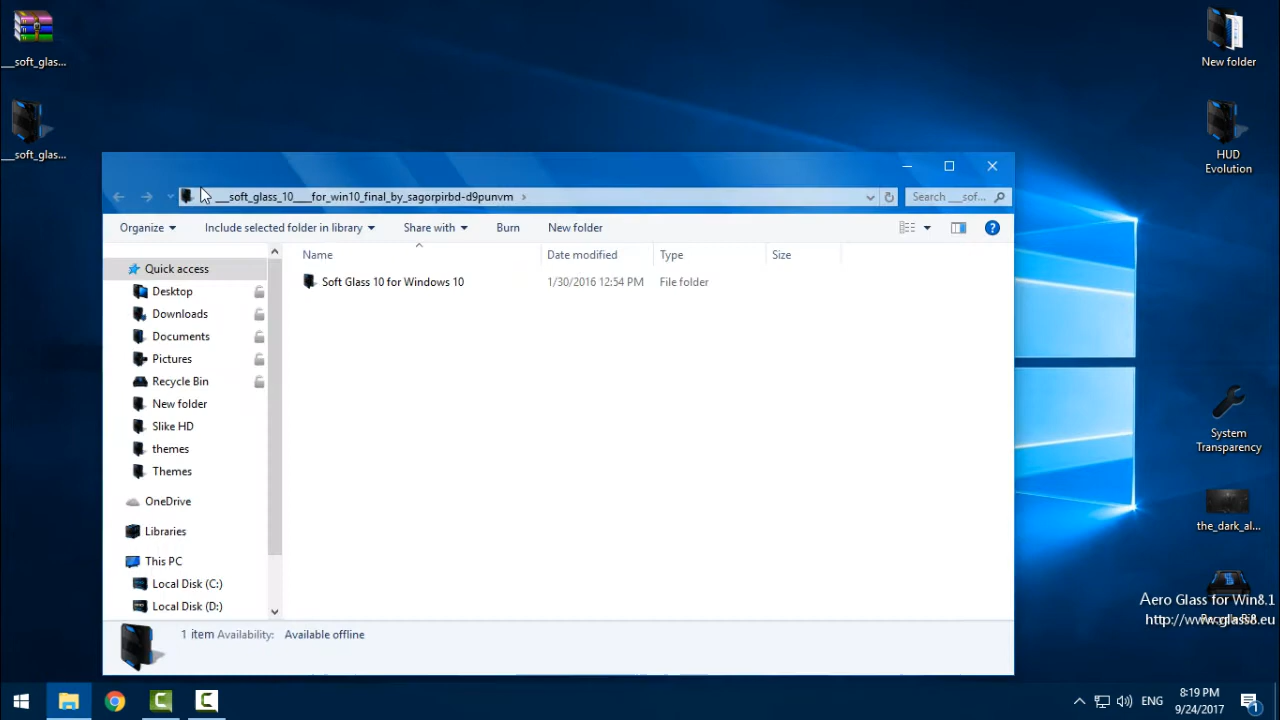 __soft_glas...
__soft_glas...
New folder
HUD
Evolution
System
Transparency
the_dark_al...
Aero Glass for Win8.1
http://www.glass8.eu
___soft_glass_10___for_win10_final_by_sagorpirbd-d9punvm
Search ___sof...
Organize
Include selected folder in library
Share with
Burn
New folder
Name
Date modified
Type
Size
Quick access
Desktop
Downloads
Documents
Pictures
Recycle Bin
New folder
Slike HD
themes
Themes
OneDrive
Libraries
This PC
Local Disk (C:)
Local Disk (D:)
Soft Glass 10 for Windows 10
1/30/2016 12:54 PM
File folder
1 item Availability: Available offline
ENG
8:19 PM
9/24/2017
1